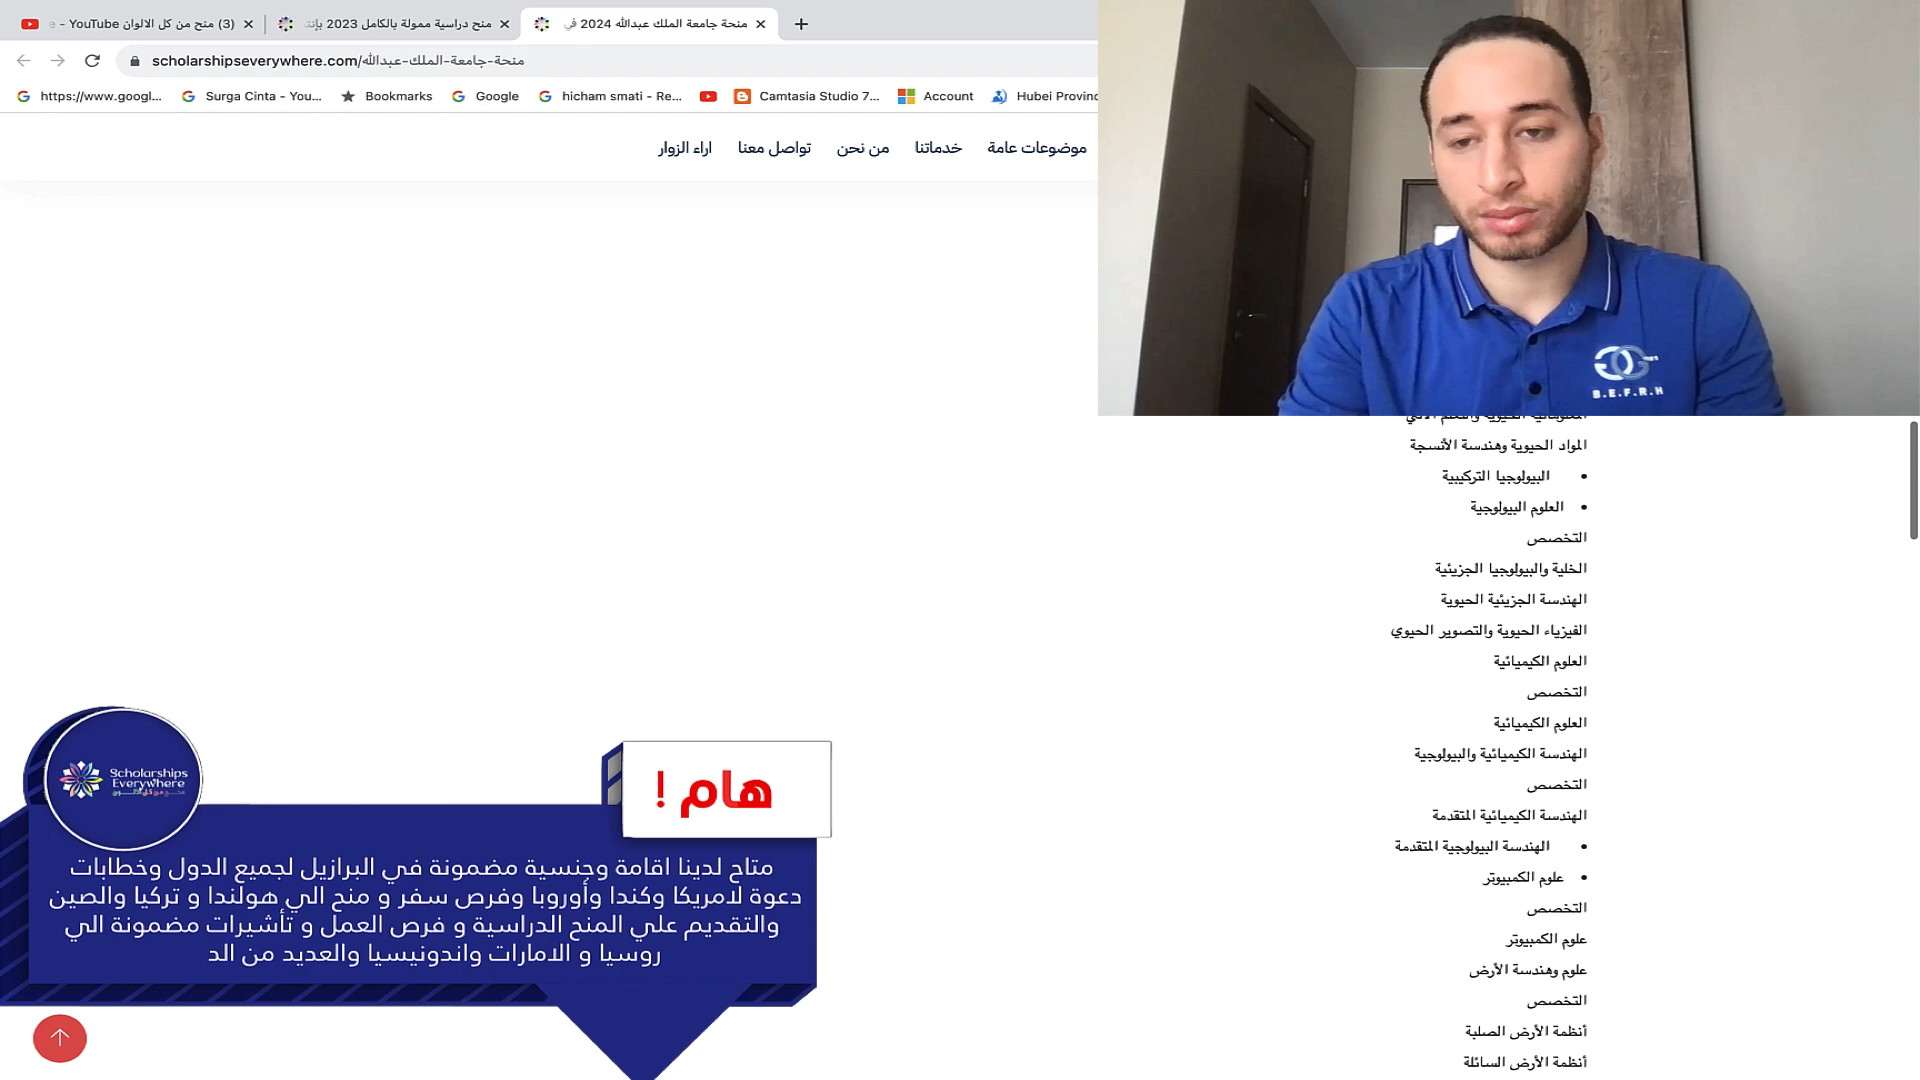 (3) منح من كل الالوان - YouTube
منح دراسية ممولة بالكامل 2023 بإنت
منحة جامعة الملك عبدالله 2024 في
scholarshipseverywhere.com/منحة-جامعة-الملك-عبدالله-
https://www.googl...
Surga Cinta - You...
Bookmarks
Google
hicham smati - Re...
Camtasia Studio 7...
Account
Hubei Provinc
موضوعات عامة
خدماتنا
من نحن
تواصل معنا
اراء الزوار
B.E.F.R.H
المواد الحيوية وهندسة الأنسجة
البيولوجيا التركيبية
العلوم البيولوجية
التخصص
الخلية والبيولوجيا الجزيئية
الهندسة الجزيئية الحيوية
الفيزياء الحيوية والتصوير الحيوي
العلوم الكيميائية
التخصص
العلوم الكيميائية
الهندسة الكيميائية والبيولوجية
التخصص
الهندسة الكيميائية المتقدمة
الهندسة البيولوجية المتقدمة
علوم الكمبيوتر
التخصص
علوم الكمبيوتر
علوم وهندسة الأرض
التخصص
أنظمة الأرض الصلبة
أنظمة الأرض السائلة
Scholarships
Everywhere
منح من كل الالوان
هام !
متاح لدينا اقامة وجنسية مضمونة في البرازيل لجميع الدول وخطابات
دعوة لامريكا وكندا وأوروبا وفرص سفر و منح الي هولندا و تركيا والصين
والتقديم علي المنح الدراسية و فرص العمل و تأشيرات مضمونة الي
روسيا و الامارات واندونيسيا والعديد من الد